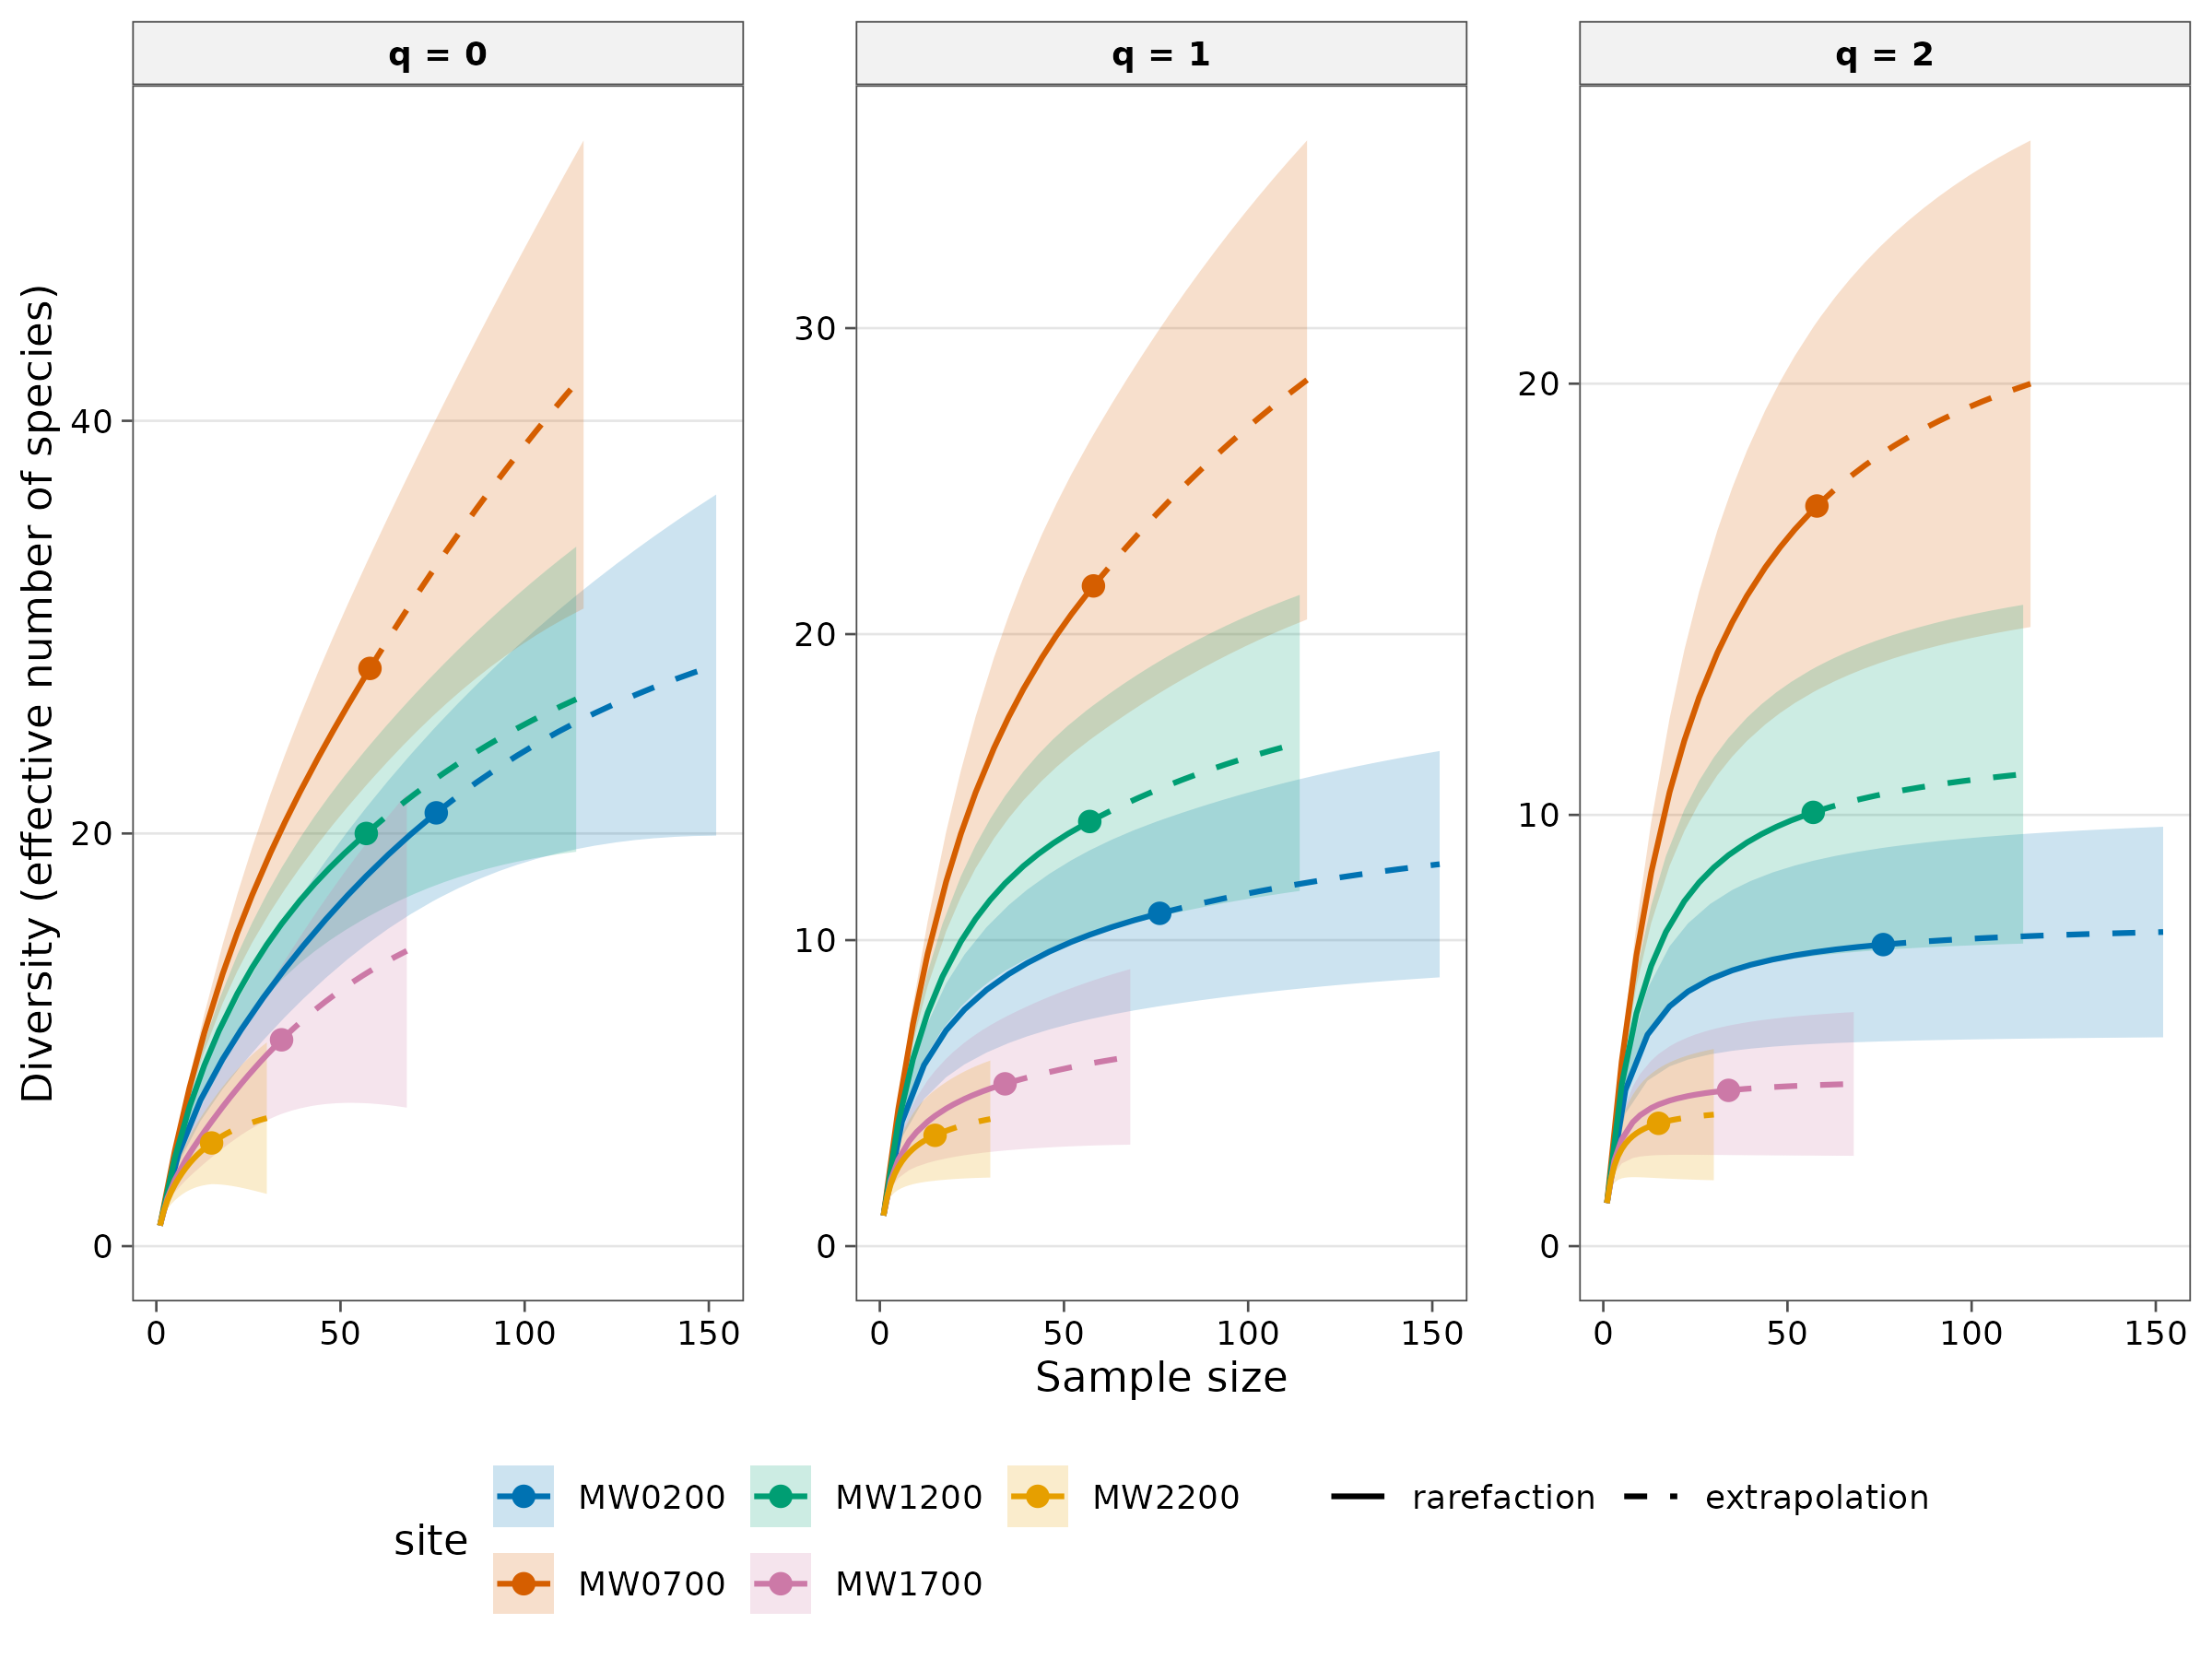 q = 0
q = 1
q = 2
Diversity (effective number of species)
40
20
0
30
20
10
0
20
10
0
0 50 100 150
0 50 100 150
0 50 100 150
Sample size
site
MW0200 MW1200 MW2200
MW0700 MW1700
rarefaction extrapolation